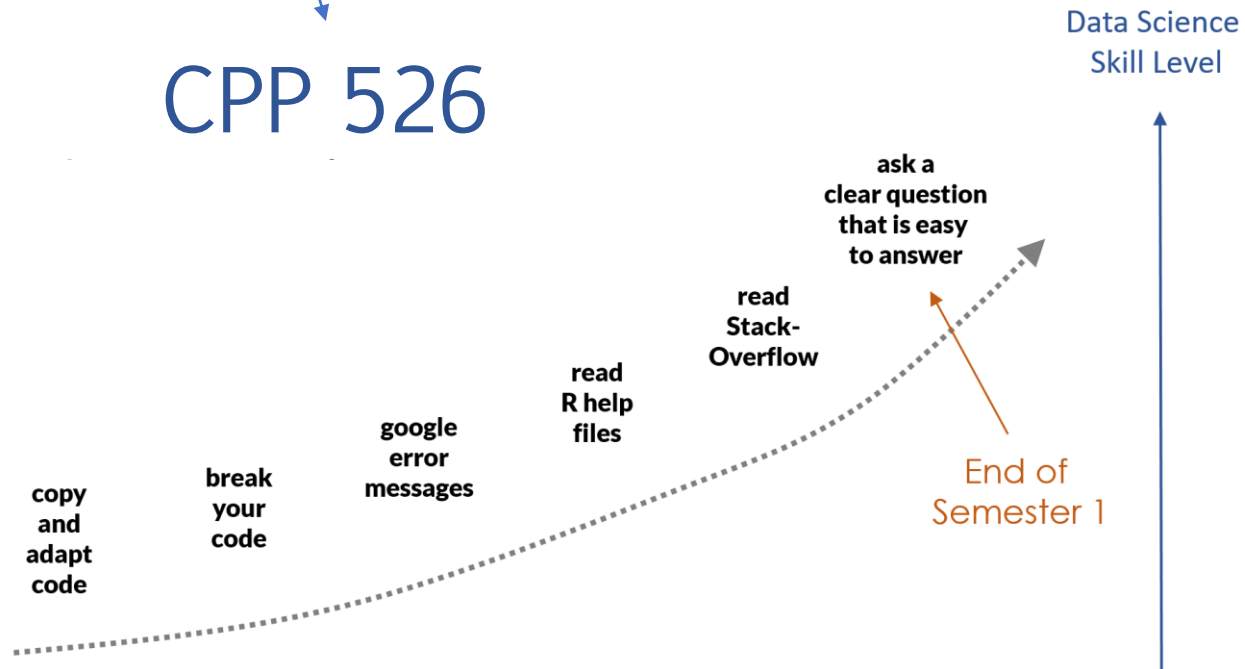 Data Science
Skill Level
CPP 526
ask a
clear question
that is easy
to answer
read
Stack-
Overflow
read
R help
files
google
error
messages
break
your
code
copy
and
adapt
code
End of
Semester 1